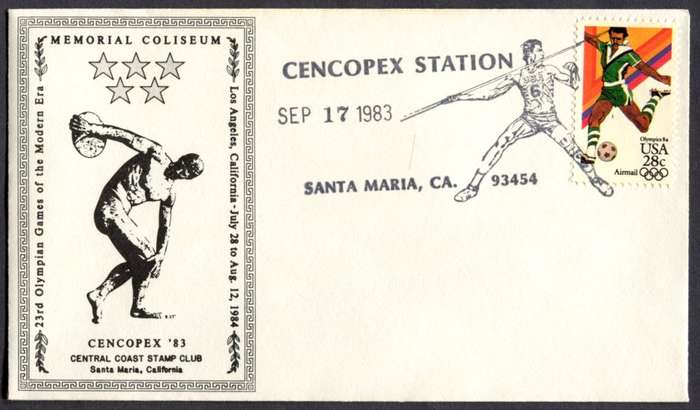 MEMORIAL COLISEUM
23rd Olympian Games of the Modern Era
Los Angeles, California - July 28 to Aug. 12, 1984
CENCOPEX '83
CENTRAL COAST STAMP CLUB
Santa Maria, California
CENCOPEX STATION
SEP 17 1983
6
SANTA MARIA, CA. 93454
Olympics 84
USA
28c
Airmail